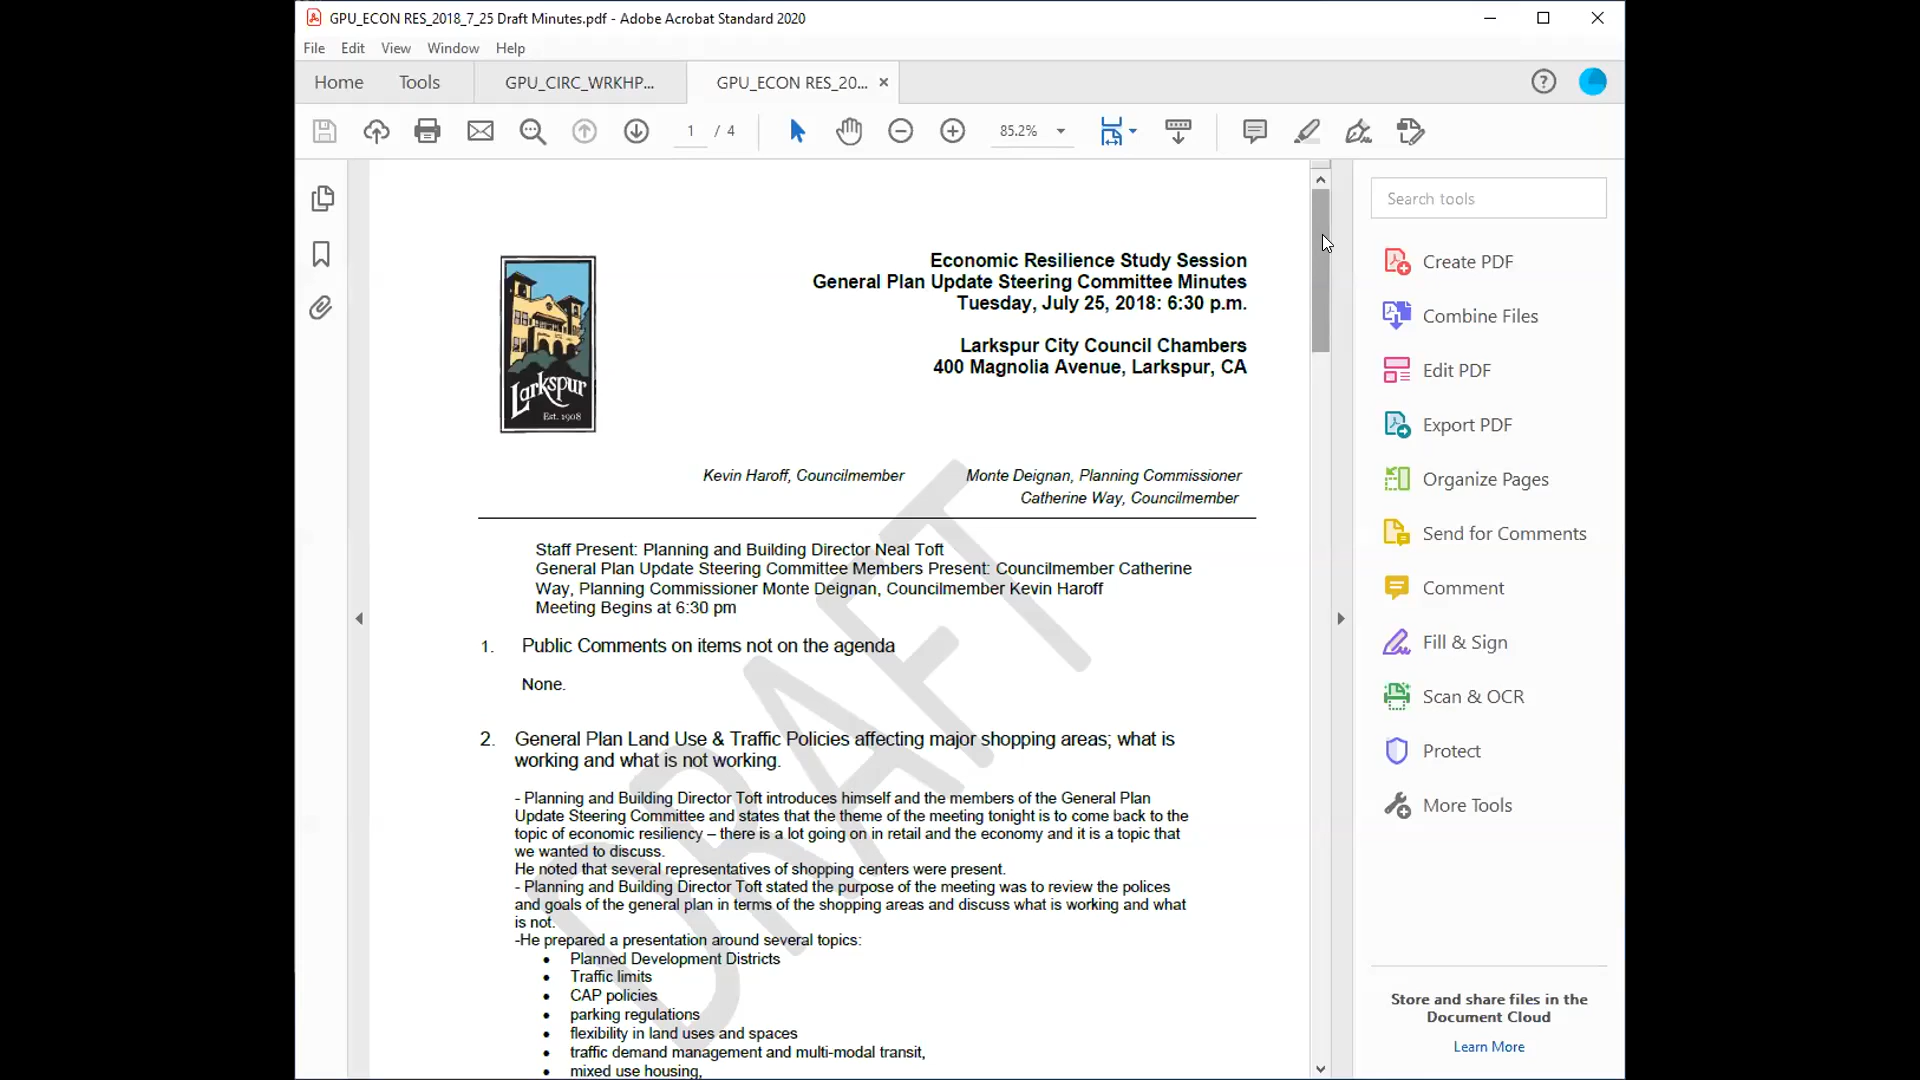 GPU_ECON RES_2018_7_25 Draft Minutes.pdf - Adobe Acrobat Standard 2020
File Edit View Window Help
Home Tools GPU_CIRC_WRKHP... GPU_ECON RES_20...
1 / 4 85.2%
Search tools
Create PDF
Combine Files
Edit PDF
Export PDF
Organize Pages
Send for Comments
Comment
Fill & Sign
Scan & OCR
Protect
More Tools
Store and share files in the
Document Cloud
Learn More
Larkspur
Est. 1908
Economic Resilience Study Session
General Plan Update Steering Committee Minutes
Tuesday, July 25, 2018: 6:30 p.m.
Larkspur City Council Chambers
400 Magnolia Avenue, Larkspur, CA
Kevin Haroff, Councilmember Monte Deignan, Planning Commissioner
Catherine Way, Councilmember
Staff Present: Planning and Building Director Neal Toft
General Plan Update Steering Committee Members Present: Councilmember Catherine
Way, Planning Commissioner Monte Deignan, Councilmember Kevin Haroff
Meeting Begins at 6:30 pm
1. Public Comments on items not on the agenda
None.
2. General Plan Land Use & Traffic Policies affecting major shopping areas; what is
working and what is not working.
- Planning and Building Director Toft introduces himself and the members of the General Plan
Update Steering Committee and states that the theme of the meeting tonight is to come back to the
topic of economic resiliency – there is a lot going on in retail and the economy and it is a topic that
we wanted to discuss.
He noted that several representatives of shopping centers were present.
- Planning and Building Director Toft stated the purpose of the meeting was to review the polices
and goals of the general plan in terms of the shopping areas and discuss what is working and what
is not.
-He prepared a presentation around several topics:
• Planned Development Districts
• Traffic limits
• CAP policies
• parking regulations
• flexibility in land uses and spaces
• traffic demand management and multi-modal transit,
• mixed use housing,
DRAFT